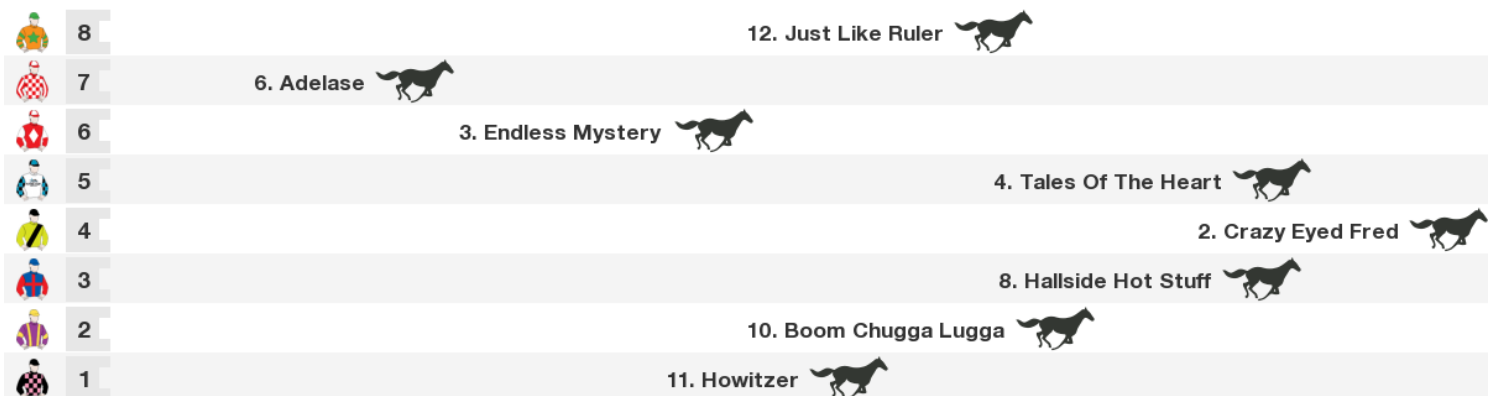 8 12. Just Like Ruler
7 6. Adelase
6 3. Endless Mystery
5 4. Tales Of The Heart
4 2. Crazy Eyed Fred
3 8. Hallside Hot Stuff
2 10. Boom Chugga Lugga
1 11. Howitzer